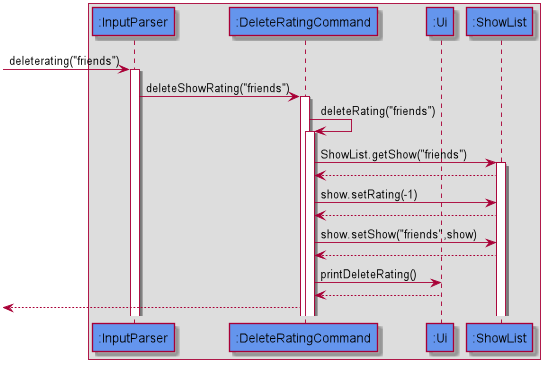 :InputParser :DeleteRatingCommand :Ui :ShowList
deleterating("friends")
deleteShowRating("friends")
deleteRating("friends")
ShowList.getShow("friends")
show.setRating(-1)
show.setShow("friends",show)
printDeleteRating()
:InputParser :DeleteRatingCommand :Ui :ShowList